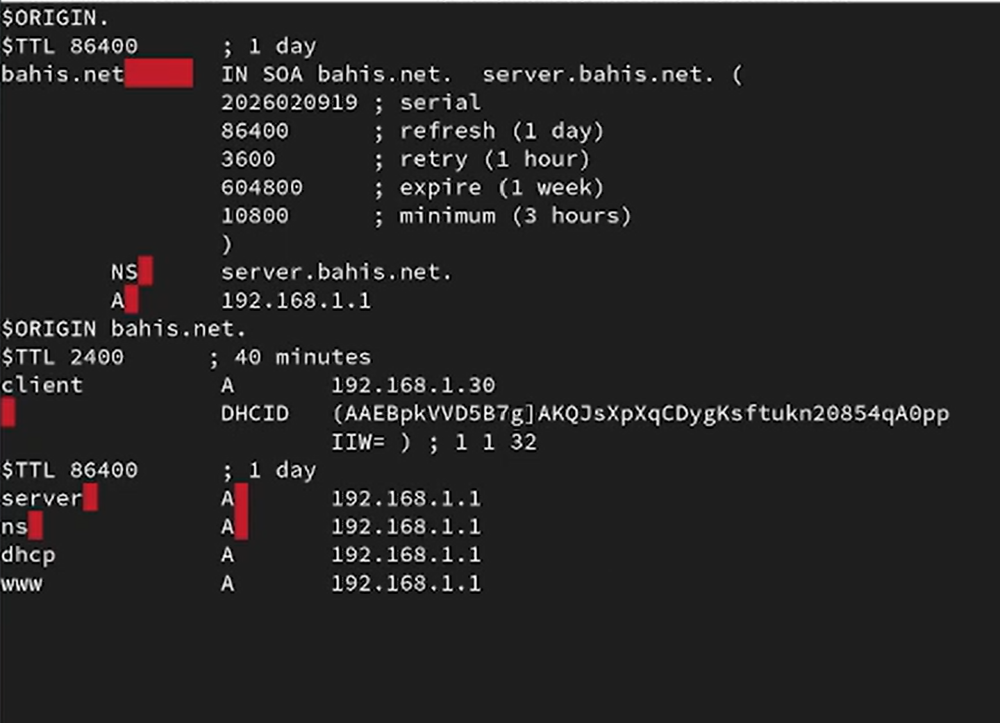 $ORIGIN.
$TTL 86400 ; 1 day
bahis.net IN SOA bahis.net. server.bahis.net. (
2026020919 ; serial
86400 ; refresh (1 day)
3600 ; retry (1 hour)
604800 ; expire (1 week)
10800 ; minimum (3 hours)
)
NS server.bahis.net.
A 192.168.1.1
$ORIGIN bahis.net.
$TTL 2400 ; 40 minutes
client A 192.168.1.30
DHCID (AAEBpkVVD5B7g]AKQJsXpXqCDygKsftukn20854qA0pp
IIW= ) ; 1 1 32
$TTL 86400 ; 1 day
server A 192.168.1.1
ns A 192.168.1.1
dhcp A 192.168.1.1
www A 192.168.1.1